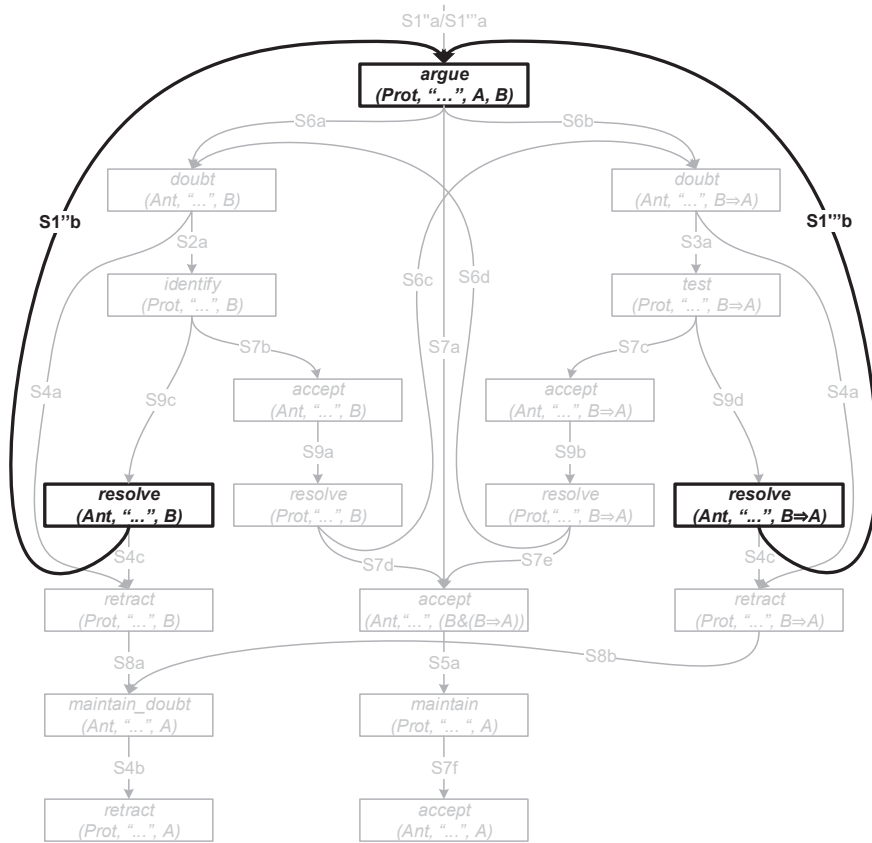 S1''a/S1'''a
argue
(Prot, “...”, A, B)
S6a
S6b
doubt
(Ant, “...”, B)
doubt
(Ant, “...”, B⇒A)
S1''b
S1'''b
S2a
S3a
S6c
S6d
identify
(Prot, “...”, B)
test
(Prot, “...”, B⇒A)
S7b
S7a
S7c
S4a
S9c
accept
(Ant, “...”, B)
accept
(Ant, “...”, B⇒A)
S9d
S4a
S9a
S9b
resolve
(Ant, “...”, B)
resolve
(Prot,“...”, B)
resolve
(Prot,“...”, B⇒A)
resolve
(Ant, “...”, B⇒A)
S4c
S7d
S7e
S4c
retract
(Prot, “...”, B)
accept
(Ant,“...”, (B&(B⇒A))
retract
(Prot, “...”, B⇒A)
S8a
S5a
S8b
maintain_doubt
(Ant, “...”, A)
maintain
(Prot, “... “, A)
S4b
S7f
retract
(Prot, “...”, A)
accept
(Ant, “...”, A)